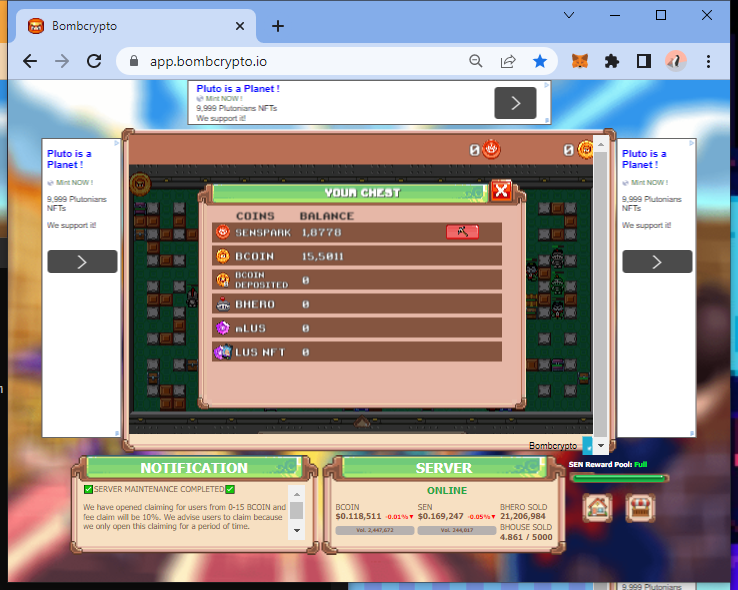 Bombcrypto
app.bombcrypto.io
Pluto is a Planet !
Mint NOW !
9,999 Plutonians NFTs
We support it!
Pluto is a
Planet !
Mint NOW !
9,999 Plutonians
NFTs
We support it!
0
0
YOUR CHEST
COINS BALANCE
SENSPARK 1,8778
BCOIN 15,5011
BCOIN
DEPOSITED 0
BHERO 0
mLUS 0
LUS NFT 0
Pluto is a
Planet !
Mint NOW !
9,999 Plutonians
NFTs
We support it!
Bombcrypto
NOTIFICATION
✅SERVER MAINTENANCE COMPLETED✅
We have opened claiming for users from 0-15 BCOIN and
fee claim will be 10%. We advise users to claim because
we only open this claiming for a period of time.
SERVER
ONLINE
BCOIN
$0.118,511 -0.01%▼
Vol. 3,447,672
SEN
$0.169,247 -0.05%▼
Vol. 244,017
BHERO SOLD
21,206,984
BHOUSE SOLD
4.861 / 5000
SEN Reward Pool: Full
9,999 Plutonians